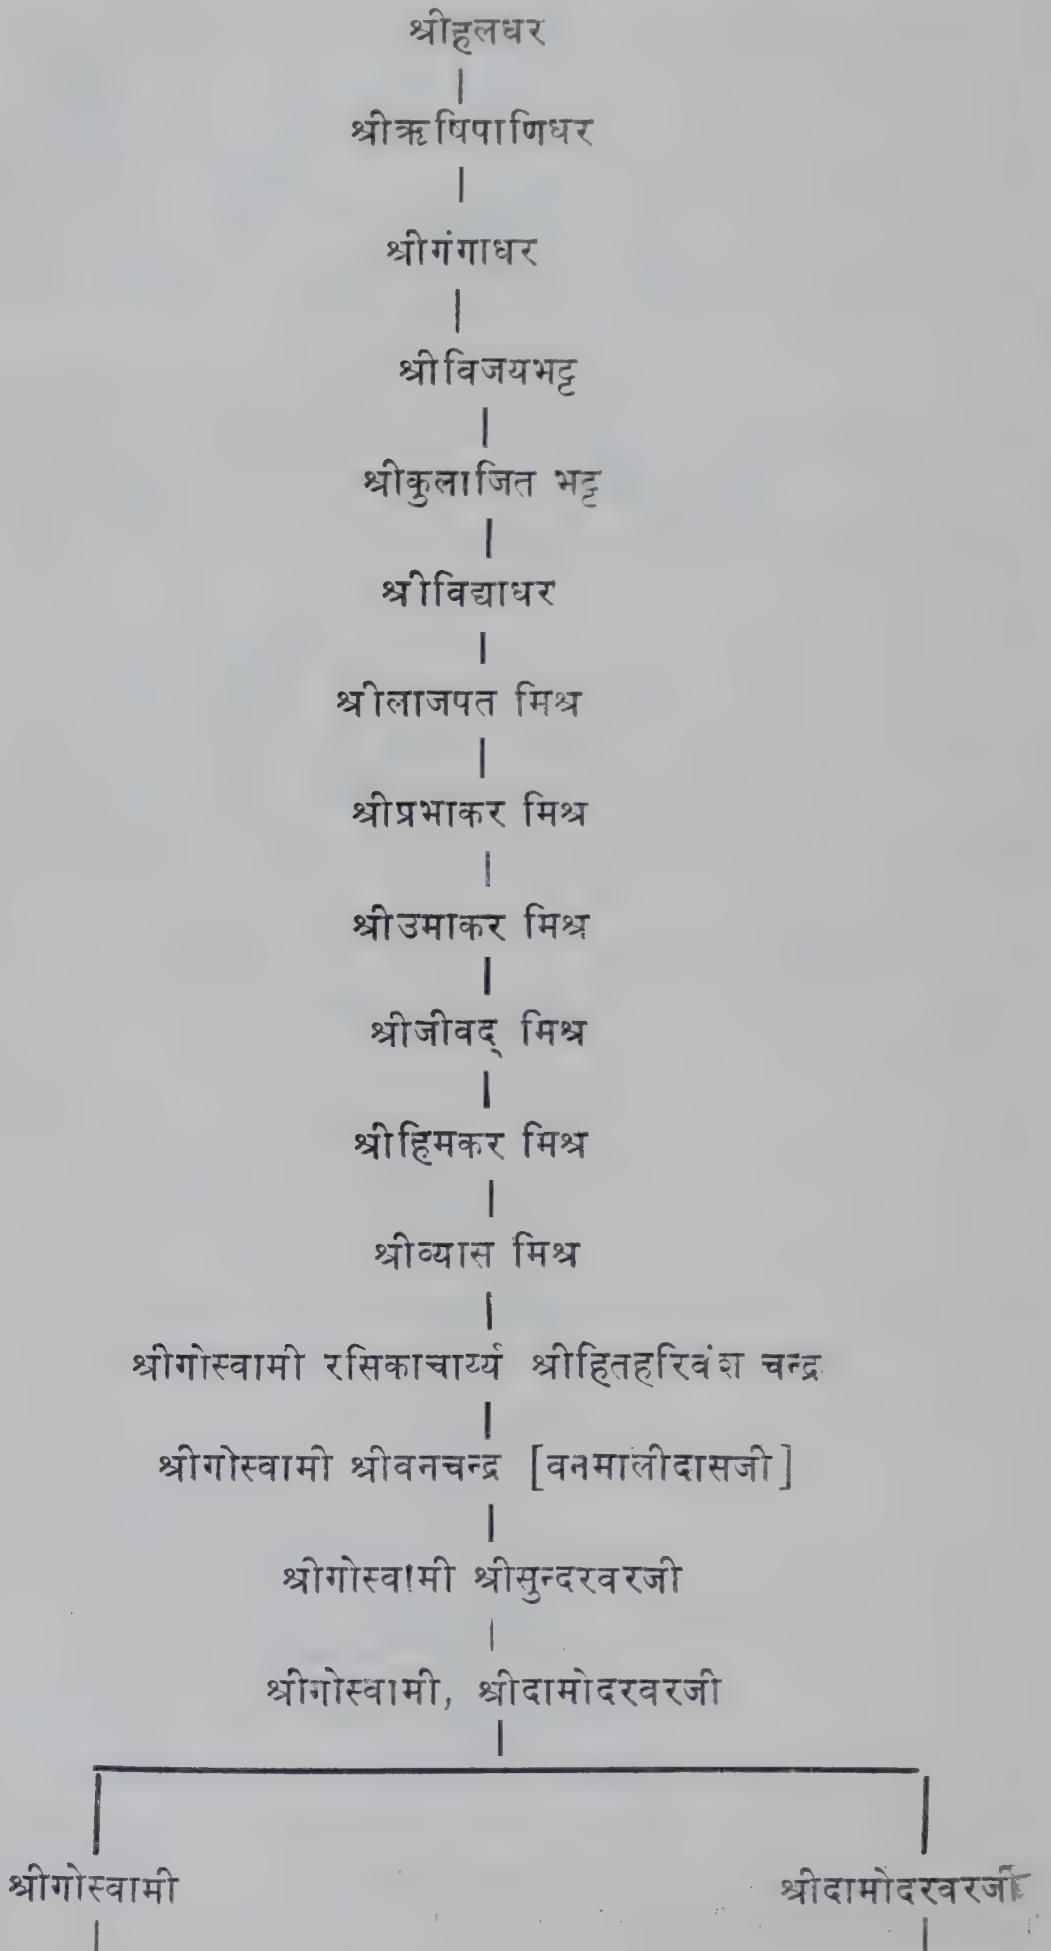 श्रीहलधर
श्रीऋषिपाणिधर
श्रीगंगाधर
श्रीविजयभट्ट
श्रीकुलाजित भट्ट
श्रीविद्याधर
श्रीलाजपत मिश्र
श्रीप्रभाकर मिश्र
श्रीउमाकर मिश्र
श्रीजीवद् मिश्र
श्रीहिमकर मिश्र
श्रीव्यास मिश्र
श्रीगोस्वामी रसिकाचार्य्य श्रीहितहरिवंश चन्द्र
श्रीगोस्वामी श्रीवनचन्द्र [वनमालीदासजी]
श्रीगोस्वामी श्रीसुन्दरवरजी
श्रीगोस्वामी, श्रीदामोदरवरजी
श्रीगोस्वामी
श्रीदामोदरवरजी